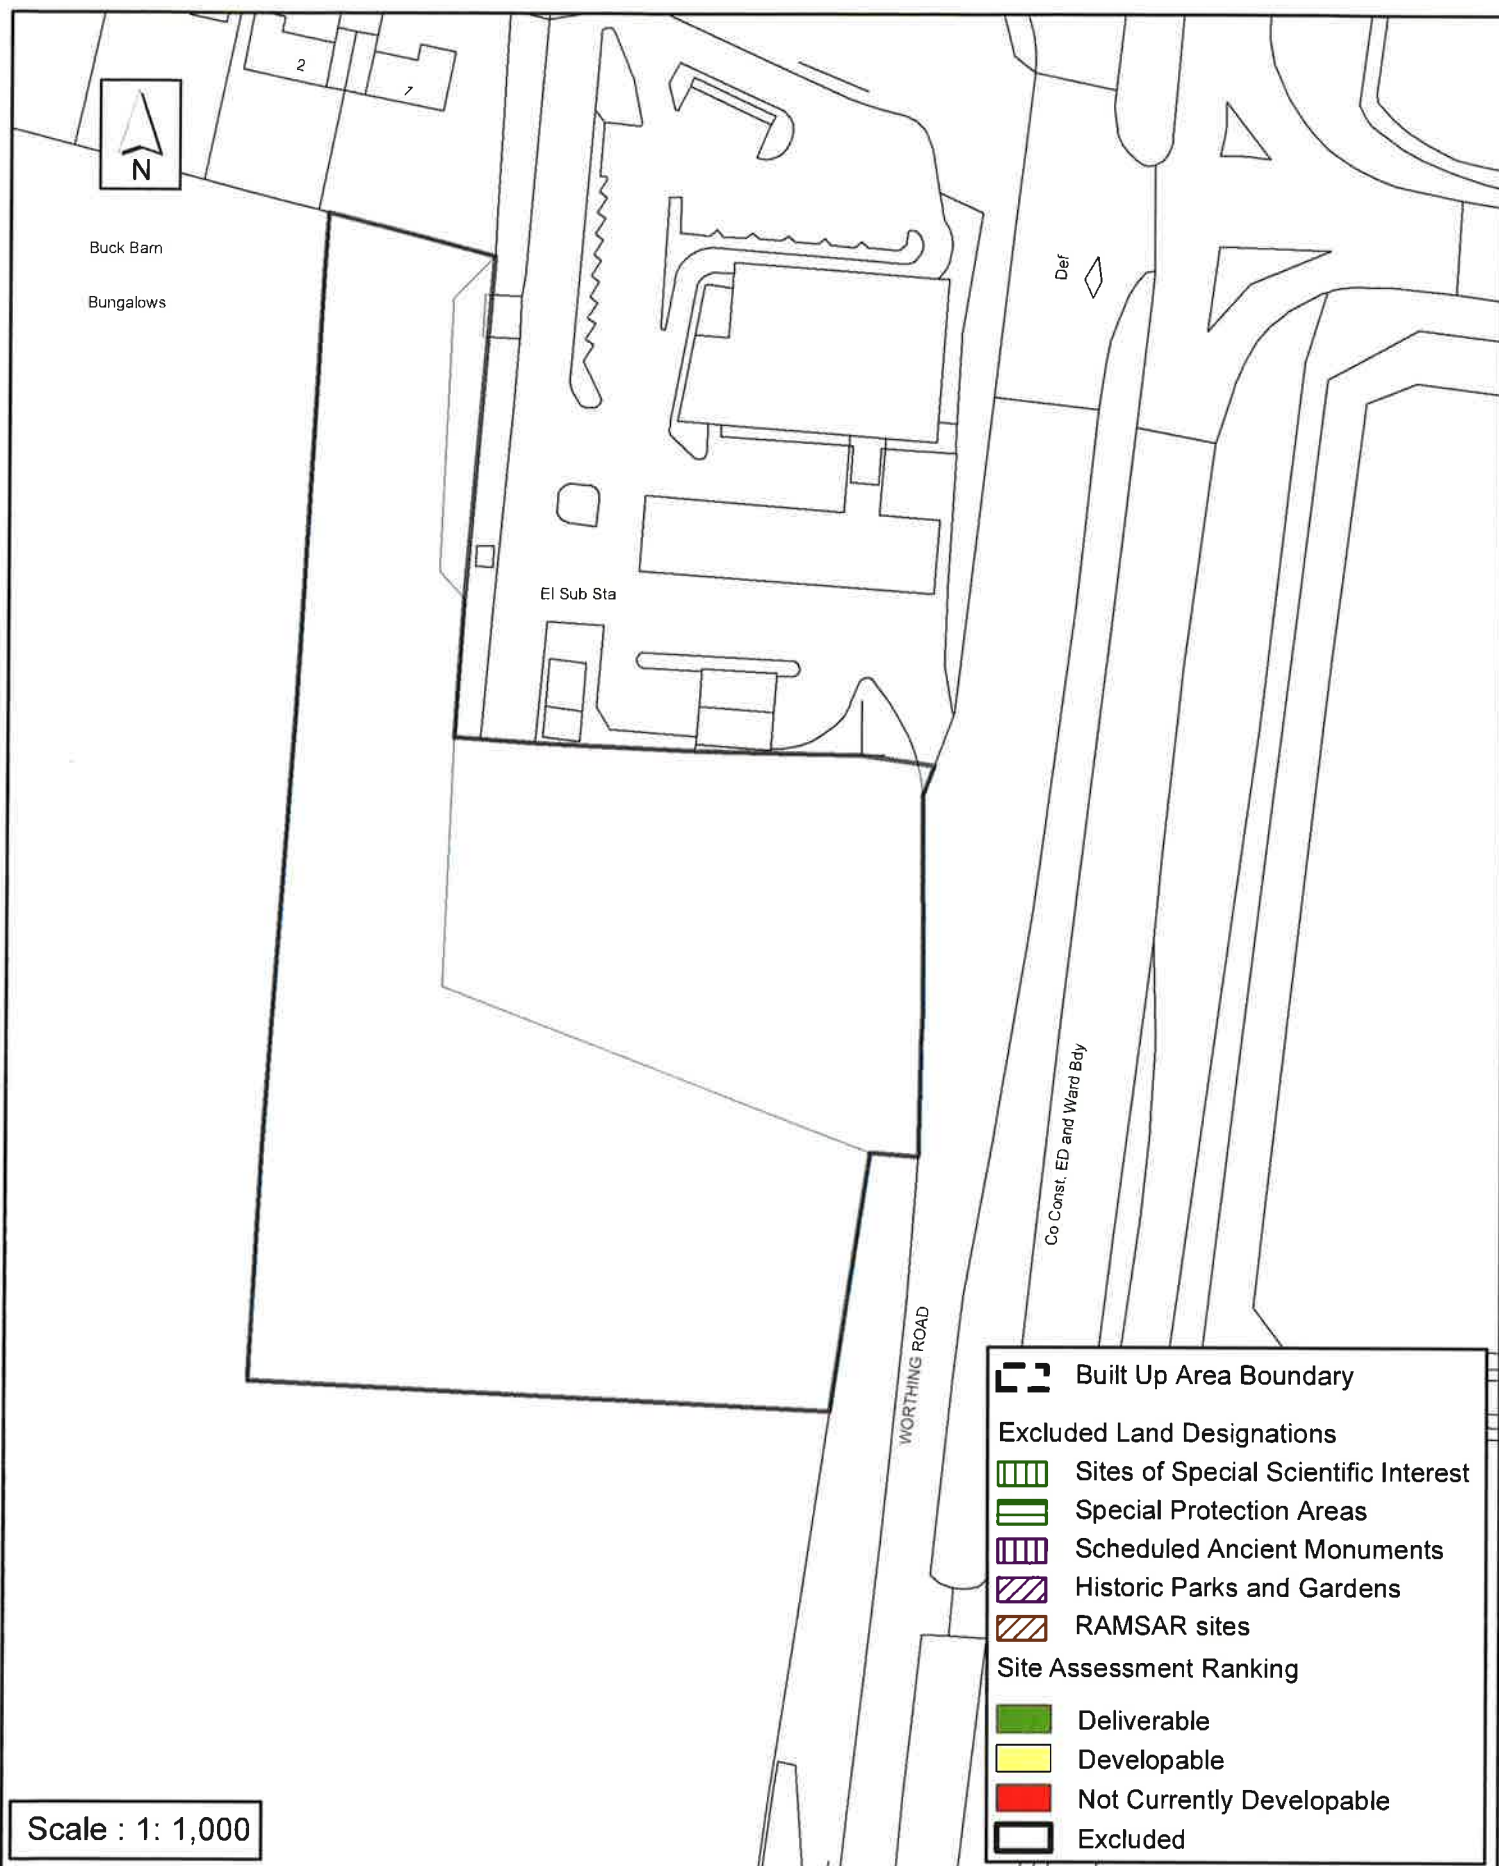 2
1
N
Buck Barn
Bungalows
Def
El Sub Sta
Co Const. ED and Ward Bdy
WORTHING ROAD
Built Up Area Boundary
Excluded Land Designations
Sites of Special Scientific Interest
Special Protection Areas
Scheduled Ancient Monuments
Historic Parks and Gardens
RAMSAR sites
Site Assessment Ranking
Deliverable
Developable
Not Currently Developable
Excluded
Scale : 1: 1,000